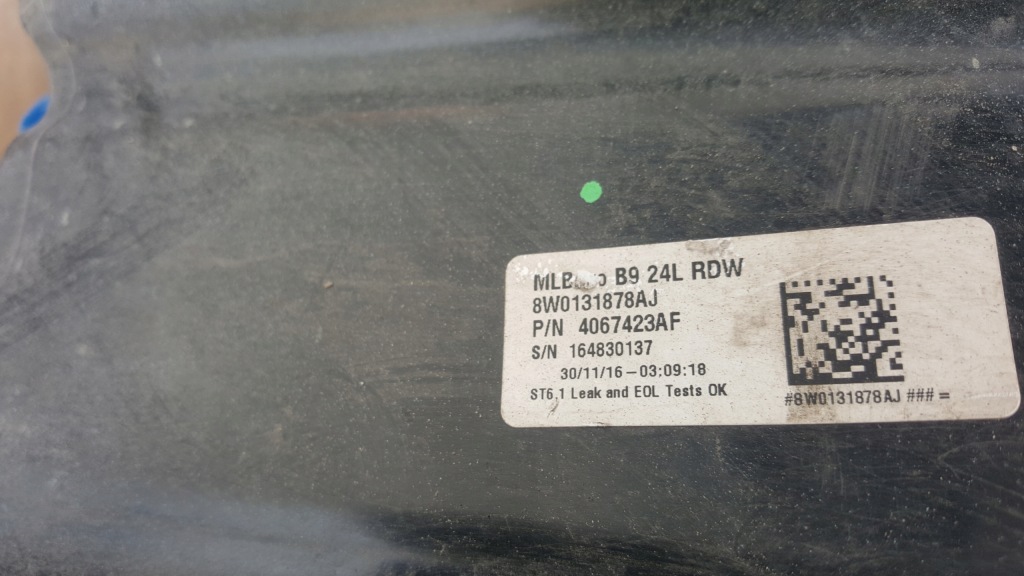 B9 24L RDW
8W0131878AJ
P/N 4067423AF
S/N 164830137
30/11/16 - 03:09:18
ST6.1 Leak and EOL Tests OK
#8W0131878AJ ### =